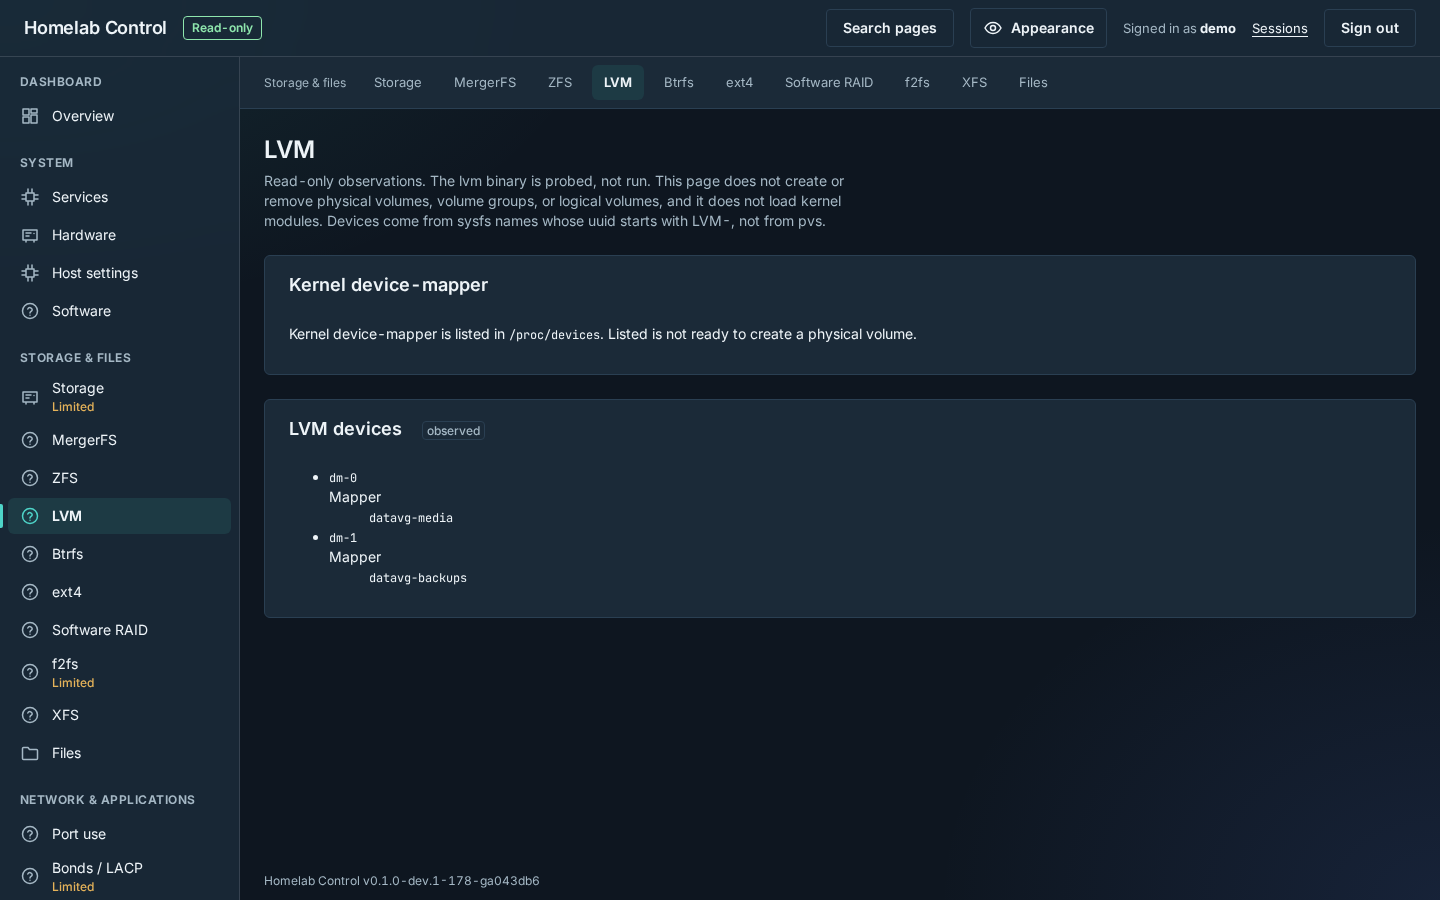 Homelab Control
Read-only
Search pages
Appearance
Signed in as demo
Sessions
Sign out
DASHBOARD
Overview
SYSTEM
Services
Hardware
Host settings
Software
STORAGE & FILES
Storage
Limited
MergerFS
ZFS
LVM
Btrfs
ext4
Software RAID
f2fs
Limited
XFS
Files
NETWORK & APPLICATIONS
Port use
Bonds / LACP
Limited
Storage & files
Storage
MergerFS
ZFS
LVM
Btrfs
ext4
Software RAID
f2fs
XFS
Files
LVM
Read-only observations. The lvm binary is probed, not run. This page does not create or
remove physical volumes, volume groups, or logical volumes, and it does not load kernel
modules. Devices come from sysfs names whose uuid starts with LVM-, not from pvs.
Kernel device-mapper
Kernel device-mapper is listed in /proc/devices. Listed is not ready to create a physical volume.
LVM devices
observed
dm-0
Mapper
datavg-media
dm-1
Mapper
datavg-backups
Homelab Control v0.1.0-dev.1-178-ga043db6